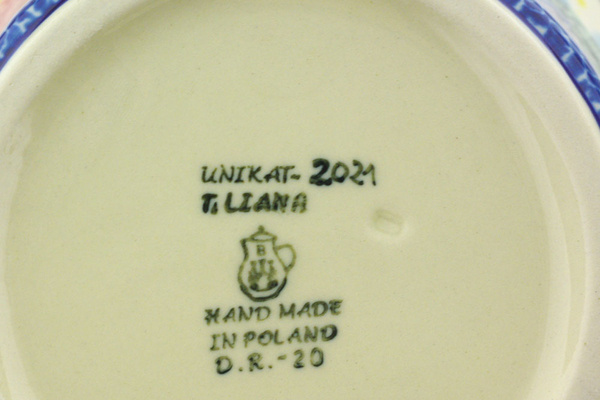 UNIKAT- 2021
T. LIANA
B
HAND MADE
IN POLAND
D.R.-20